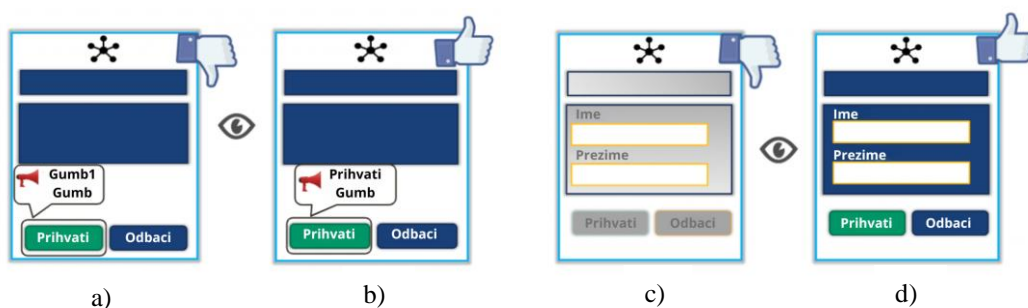 Gumb1
Gumb
Prihvati
Odbaci
a)
Prihvati
Gumb
Prihvati
Odbaci
b)
Ime
Prezime
Prihvati
Odbaci
c)
Ime
Prezime
Prihvati
Odbaci
d)